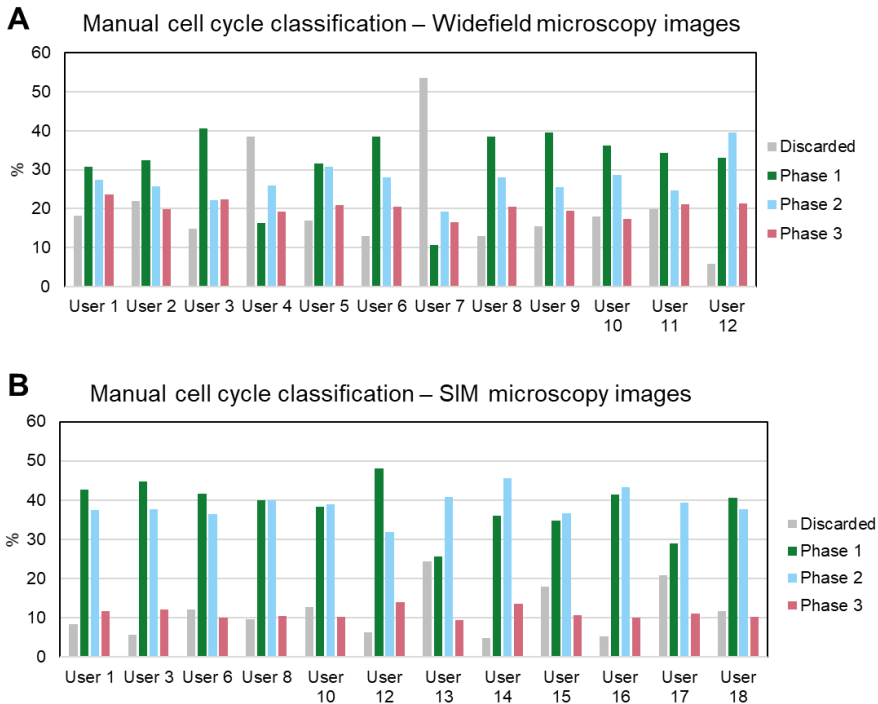 A
Manual cell cycle classification – Widefield microscopy images
60
50
40
30
20
10
0
%
User 1 User 2 User 3 User 4 User 5 User 6 User 7 User 8 User 9 User 10 User 11 User 12
Discarded
Phase 1
Phase 2
Phase 3
B
Manual cell cycle classification – SIM microscopy images
60
50
40
30
20
10
0
%
User 1 User 3 User 6 User 8 User 10 User 12 User 13 User 14 User 15 User 16 User 17 User 18
Discarded
Phase 1
Phase 2
Phase 3